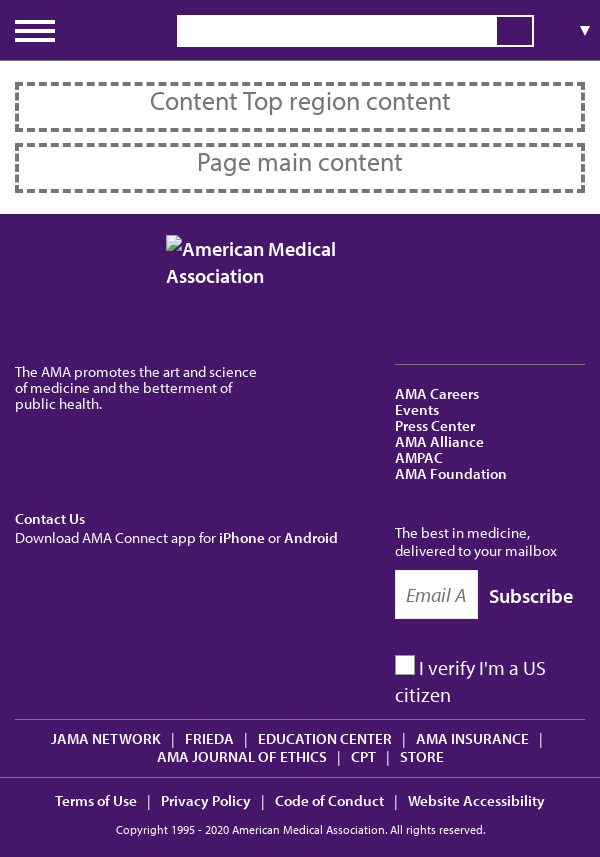 ▼
Content Top region content
Page main content
American Medical
Association
The AMA promotes the art and science
of medicine and the betterment of
public health.
AMA Careers
Events
Press Center
AMA Alliance
AMPAC
AMA Foundation
Contact Us
Download AMA Connect app for iPhone or Android
The best in medicine,
delivered to your mailbox
Email A
Subscribe
I verify I'm a US
citizen
JAMA NETWORK | FRIEDA | EDUCATION CENTER | AMA INSURANCE |
AMA JOURNAL OF ETHICS | CPT | STORE
Terms of Use | Privacy Policy | Code of Conduct | Website Accessibility
Copyright 1995 - 2020 American Medical Association. All rights reserved.